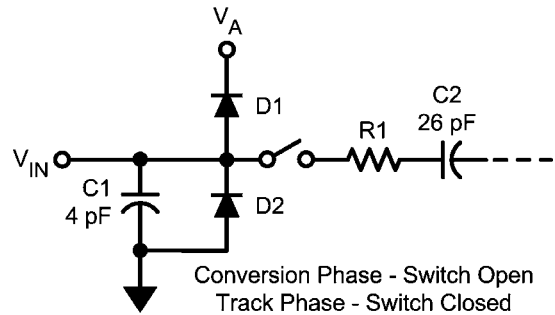 VA
D1
C2
26 pF
R1
VIN
C1
4 pF
D2
Conversion Phase - Switch Open
Track Phase - Switch Closed